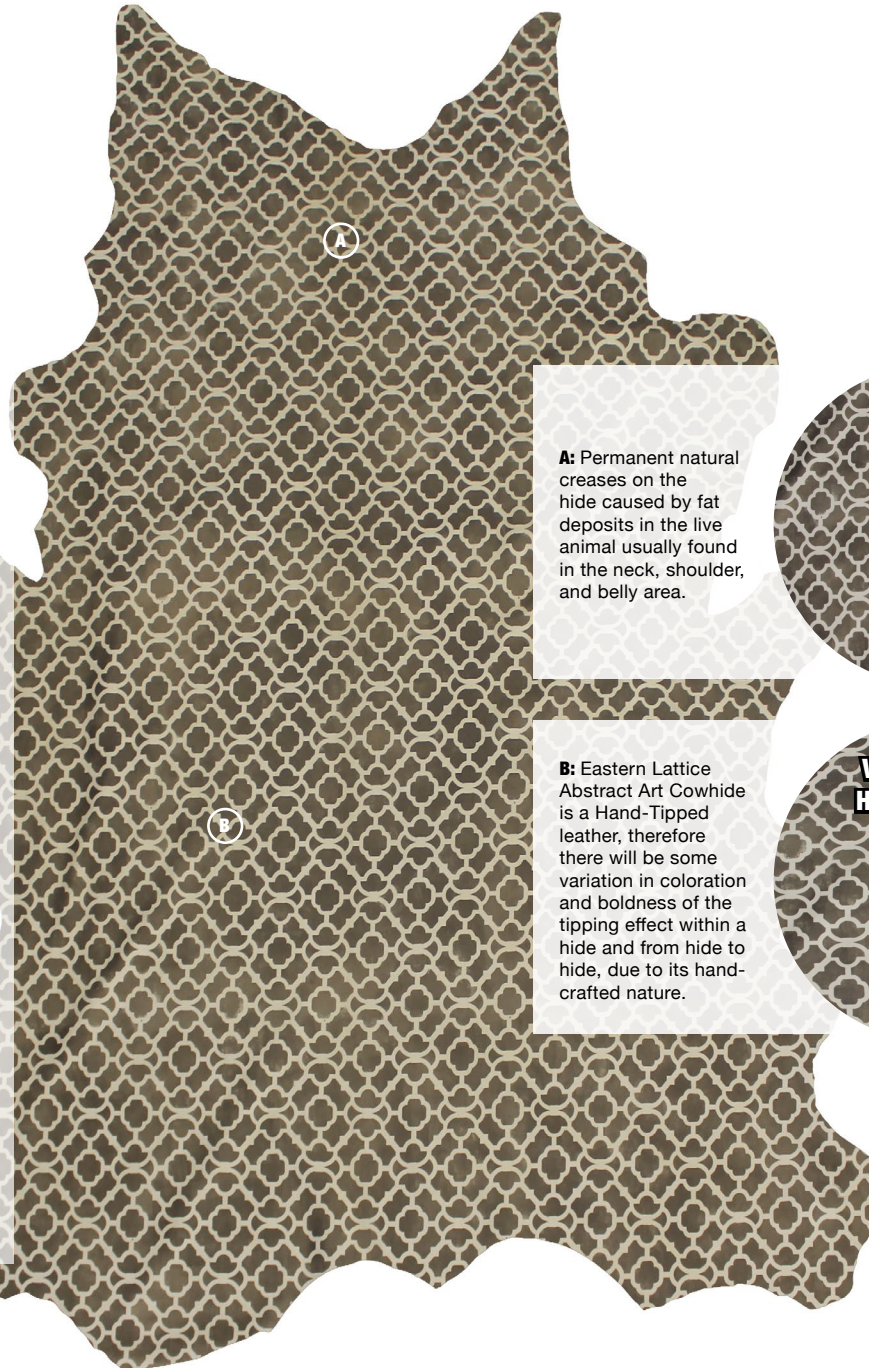 A
A: Permanent natural
creases on the
hide caused by fat
deposits in the live
animal usually found
in the neck, shoulder,
and belly area.
B
B: Eastern Lattice
Abstract Art Cowhide
is a Hand-Tipped
leather, therefore
there will be some
variation in coloration
and boldness of the
tipping effect within a
hide and from hide to
hide, due to its hand-
crafted nature.